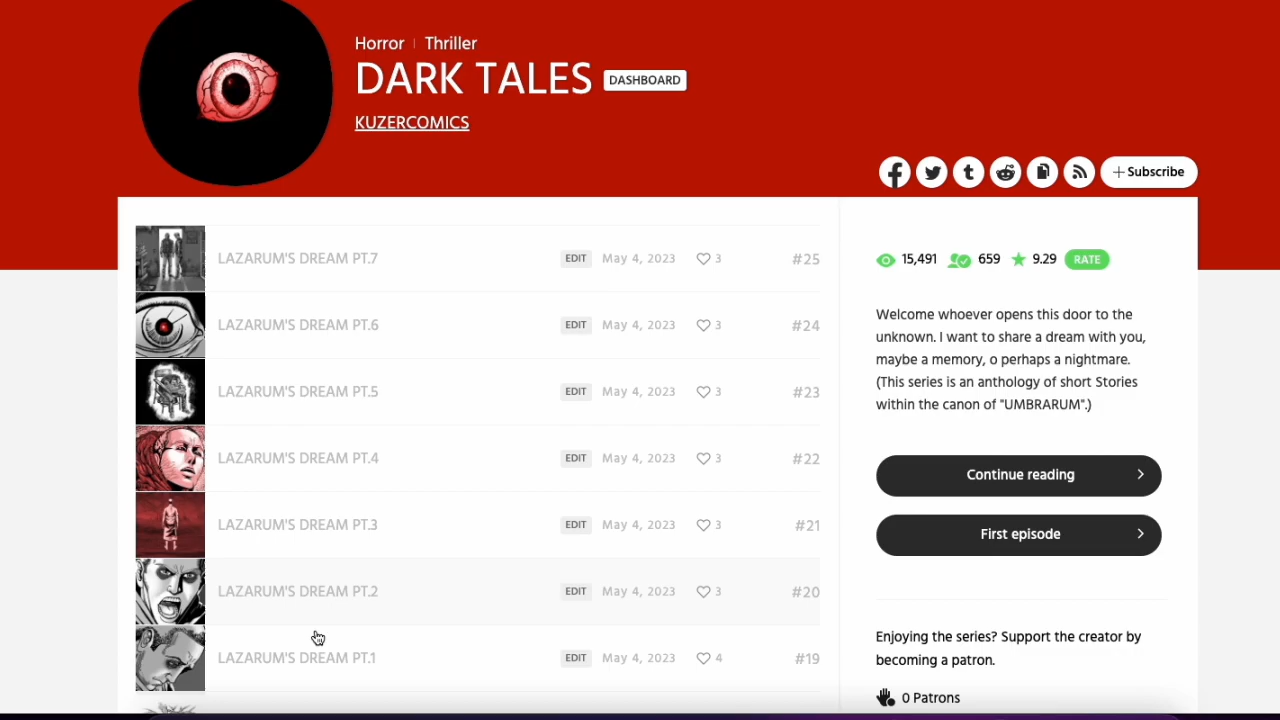 Horror | Thriller
DARK TALES DASHBOARD
KUZERCOMICS
+ Subscribe
LAZARUM'S DREAM PT.7 EDIT May 4, 2023 3 #25
LAZARUM'S DREAM PT.6 EDIT May 4, 2023 3 #24
LAZARUM'S DREAM PT.5 EDIT May 4, 2023 3 #23
LAZARUM'S DREAM PT.4 EDIT May 4, 2023 3 #22
LAZARUM'S DREAM PT.3 EDIT May 4, 2023 3 #21
LAZARUM'S DREAM PT.2 EDIT May 4, 2023 3 #20
LAZARUM'S DREAM PT.1 EDIT May 4, 2023 4 #19
15,491 659 9.29 RATE
Welcome whoever opens this door to the
unknown. I want to share a dream with you,
maybe a memory, o perhaps a nightmare.
(This series is an anthology of short Stories
within the canon of "UMBRARUM".)
Continue reading
First episode
Enjoying the series? Support the creator by
becoming a patron.
0 Patrons